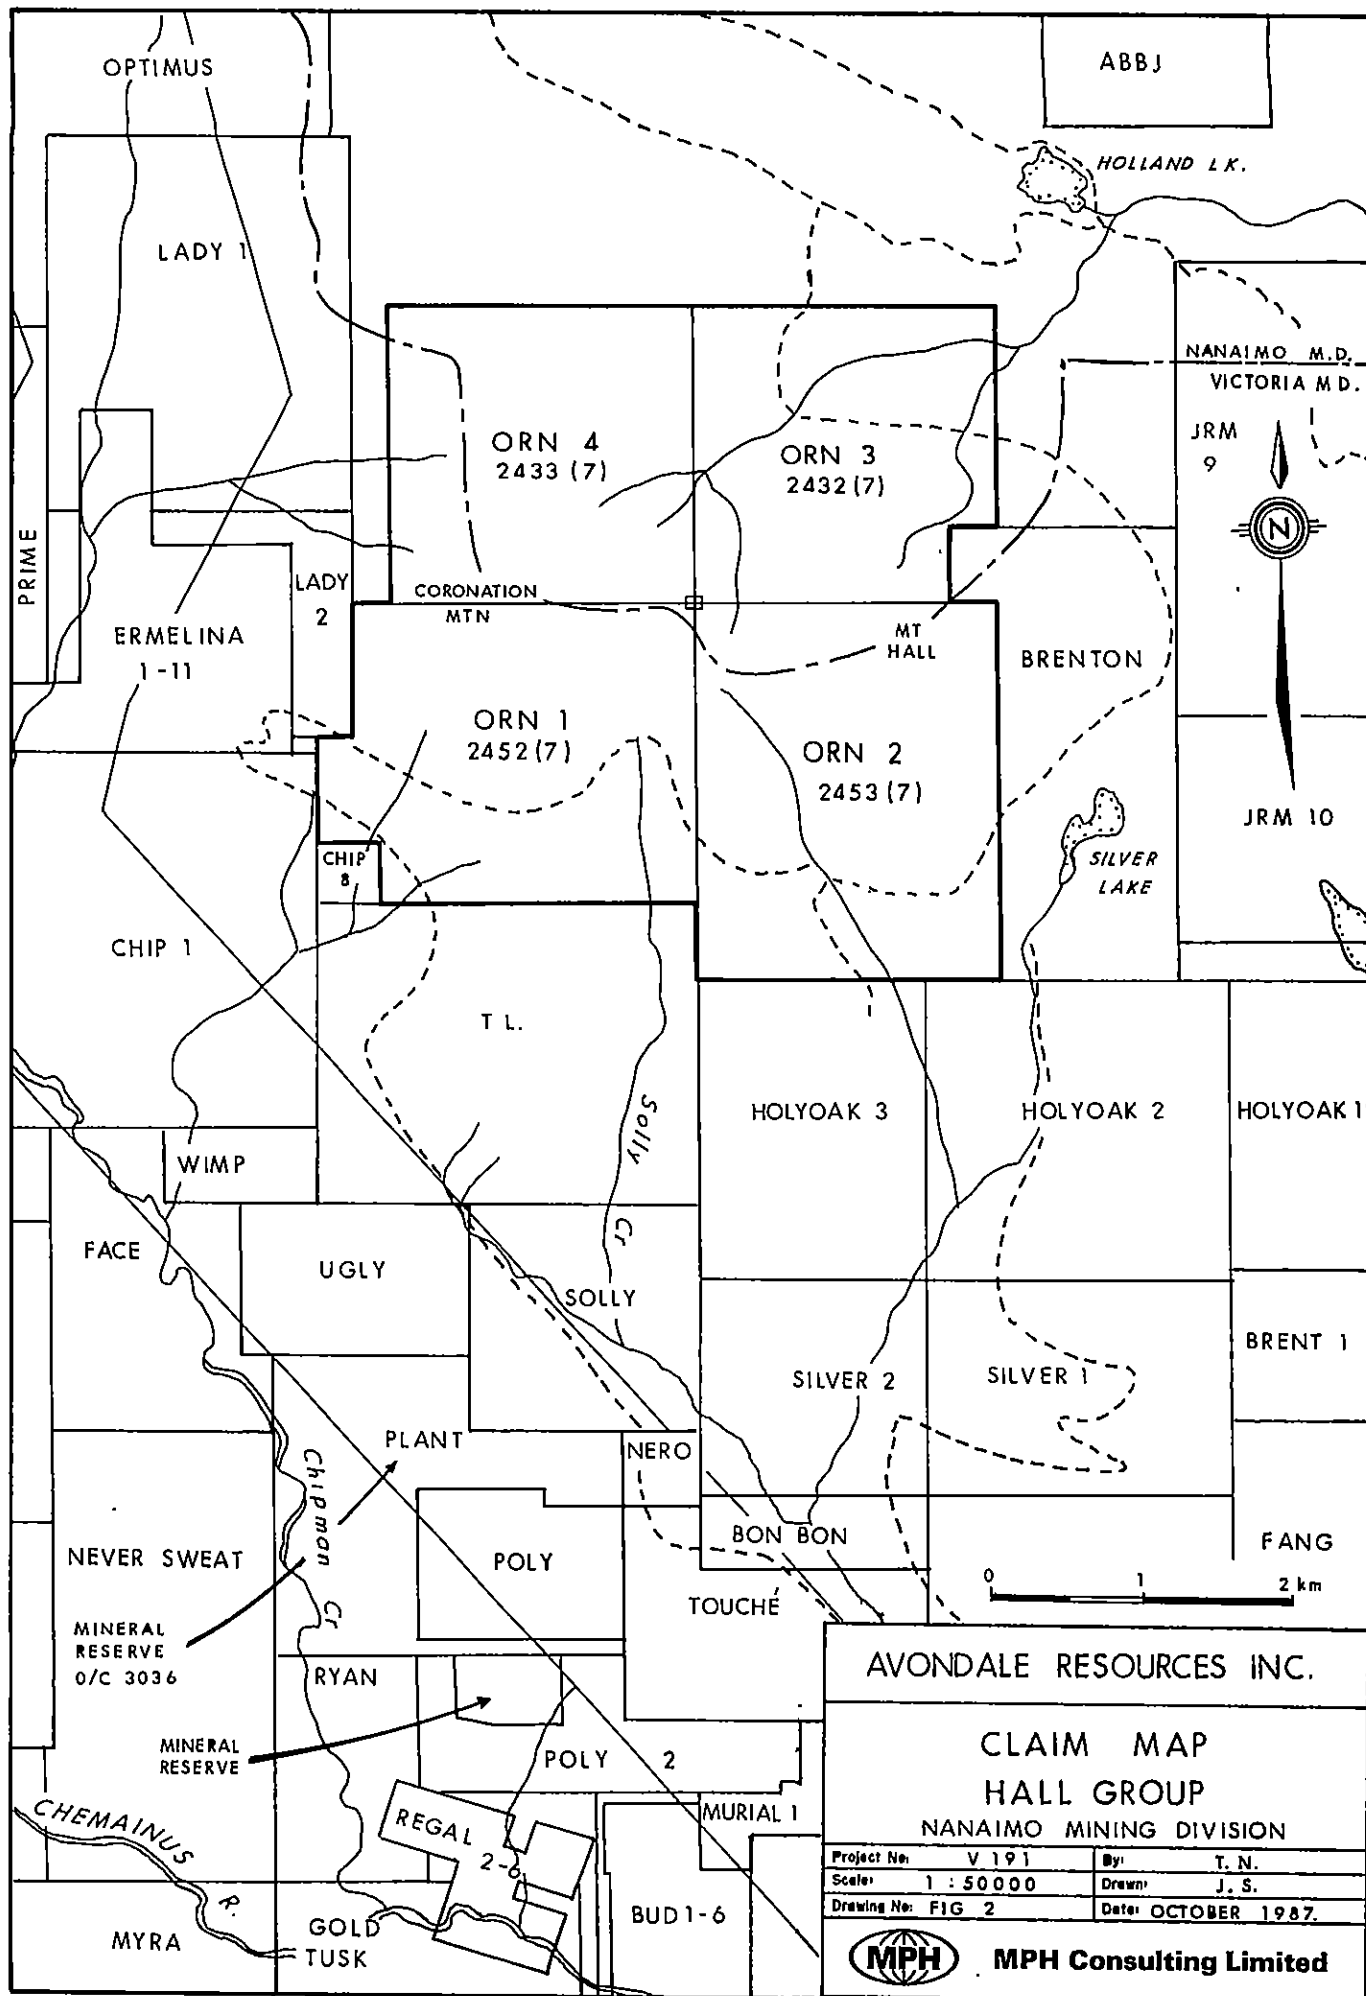 OPTIMUS
ABBJ
HOLLAND LK.
LADY 1
NANAIMO M.D.
VICTORIA M D.
JRM
9
N
ORN 4
2433 (7)
ORN 3
2432 (7)
PRIME
LADY
2
CORONATION
MTN
ERMELINA
1-11
MT
HALL
BRENTON
ORN 1
2452 (7)
ORN 2
2453 (7)
JRM 10
CHIP
8
SILVER
LAKE
CHIP 1
T L.
Solly Cr
HOLYOAK 3
HOLYOAK 2
HOLYOAK 1
WIMP
FACE
UGLY
SOLLY
BRENT 1
SILVER 2
SILVER 1
PLANT
NERO
Chipman Cr
BON BON
FANG
NEVER SWEAT
POLY
0 1 2 km
TOUCHÉ
MINERAL
RESERVE
O/C 3036
RYAN
MINERAL
RESERVE
POLY 2
CHEMAINUS R.
REGAL
2-6
MURIAL 1
BUD 1-6
MYRA
GOLD
TUSK
AVONDALE RESOURCES INC.
CLAIM MAP
HALL GROUP
NANAIMO MINING DIVISION
Project No: V 191 By: T. N.
Scale: 1 : 50000 Drawn: J. S.
Drawing No: FIG 2 Date: OCTOBER 1987.
MPH MPH Consulting Limited